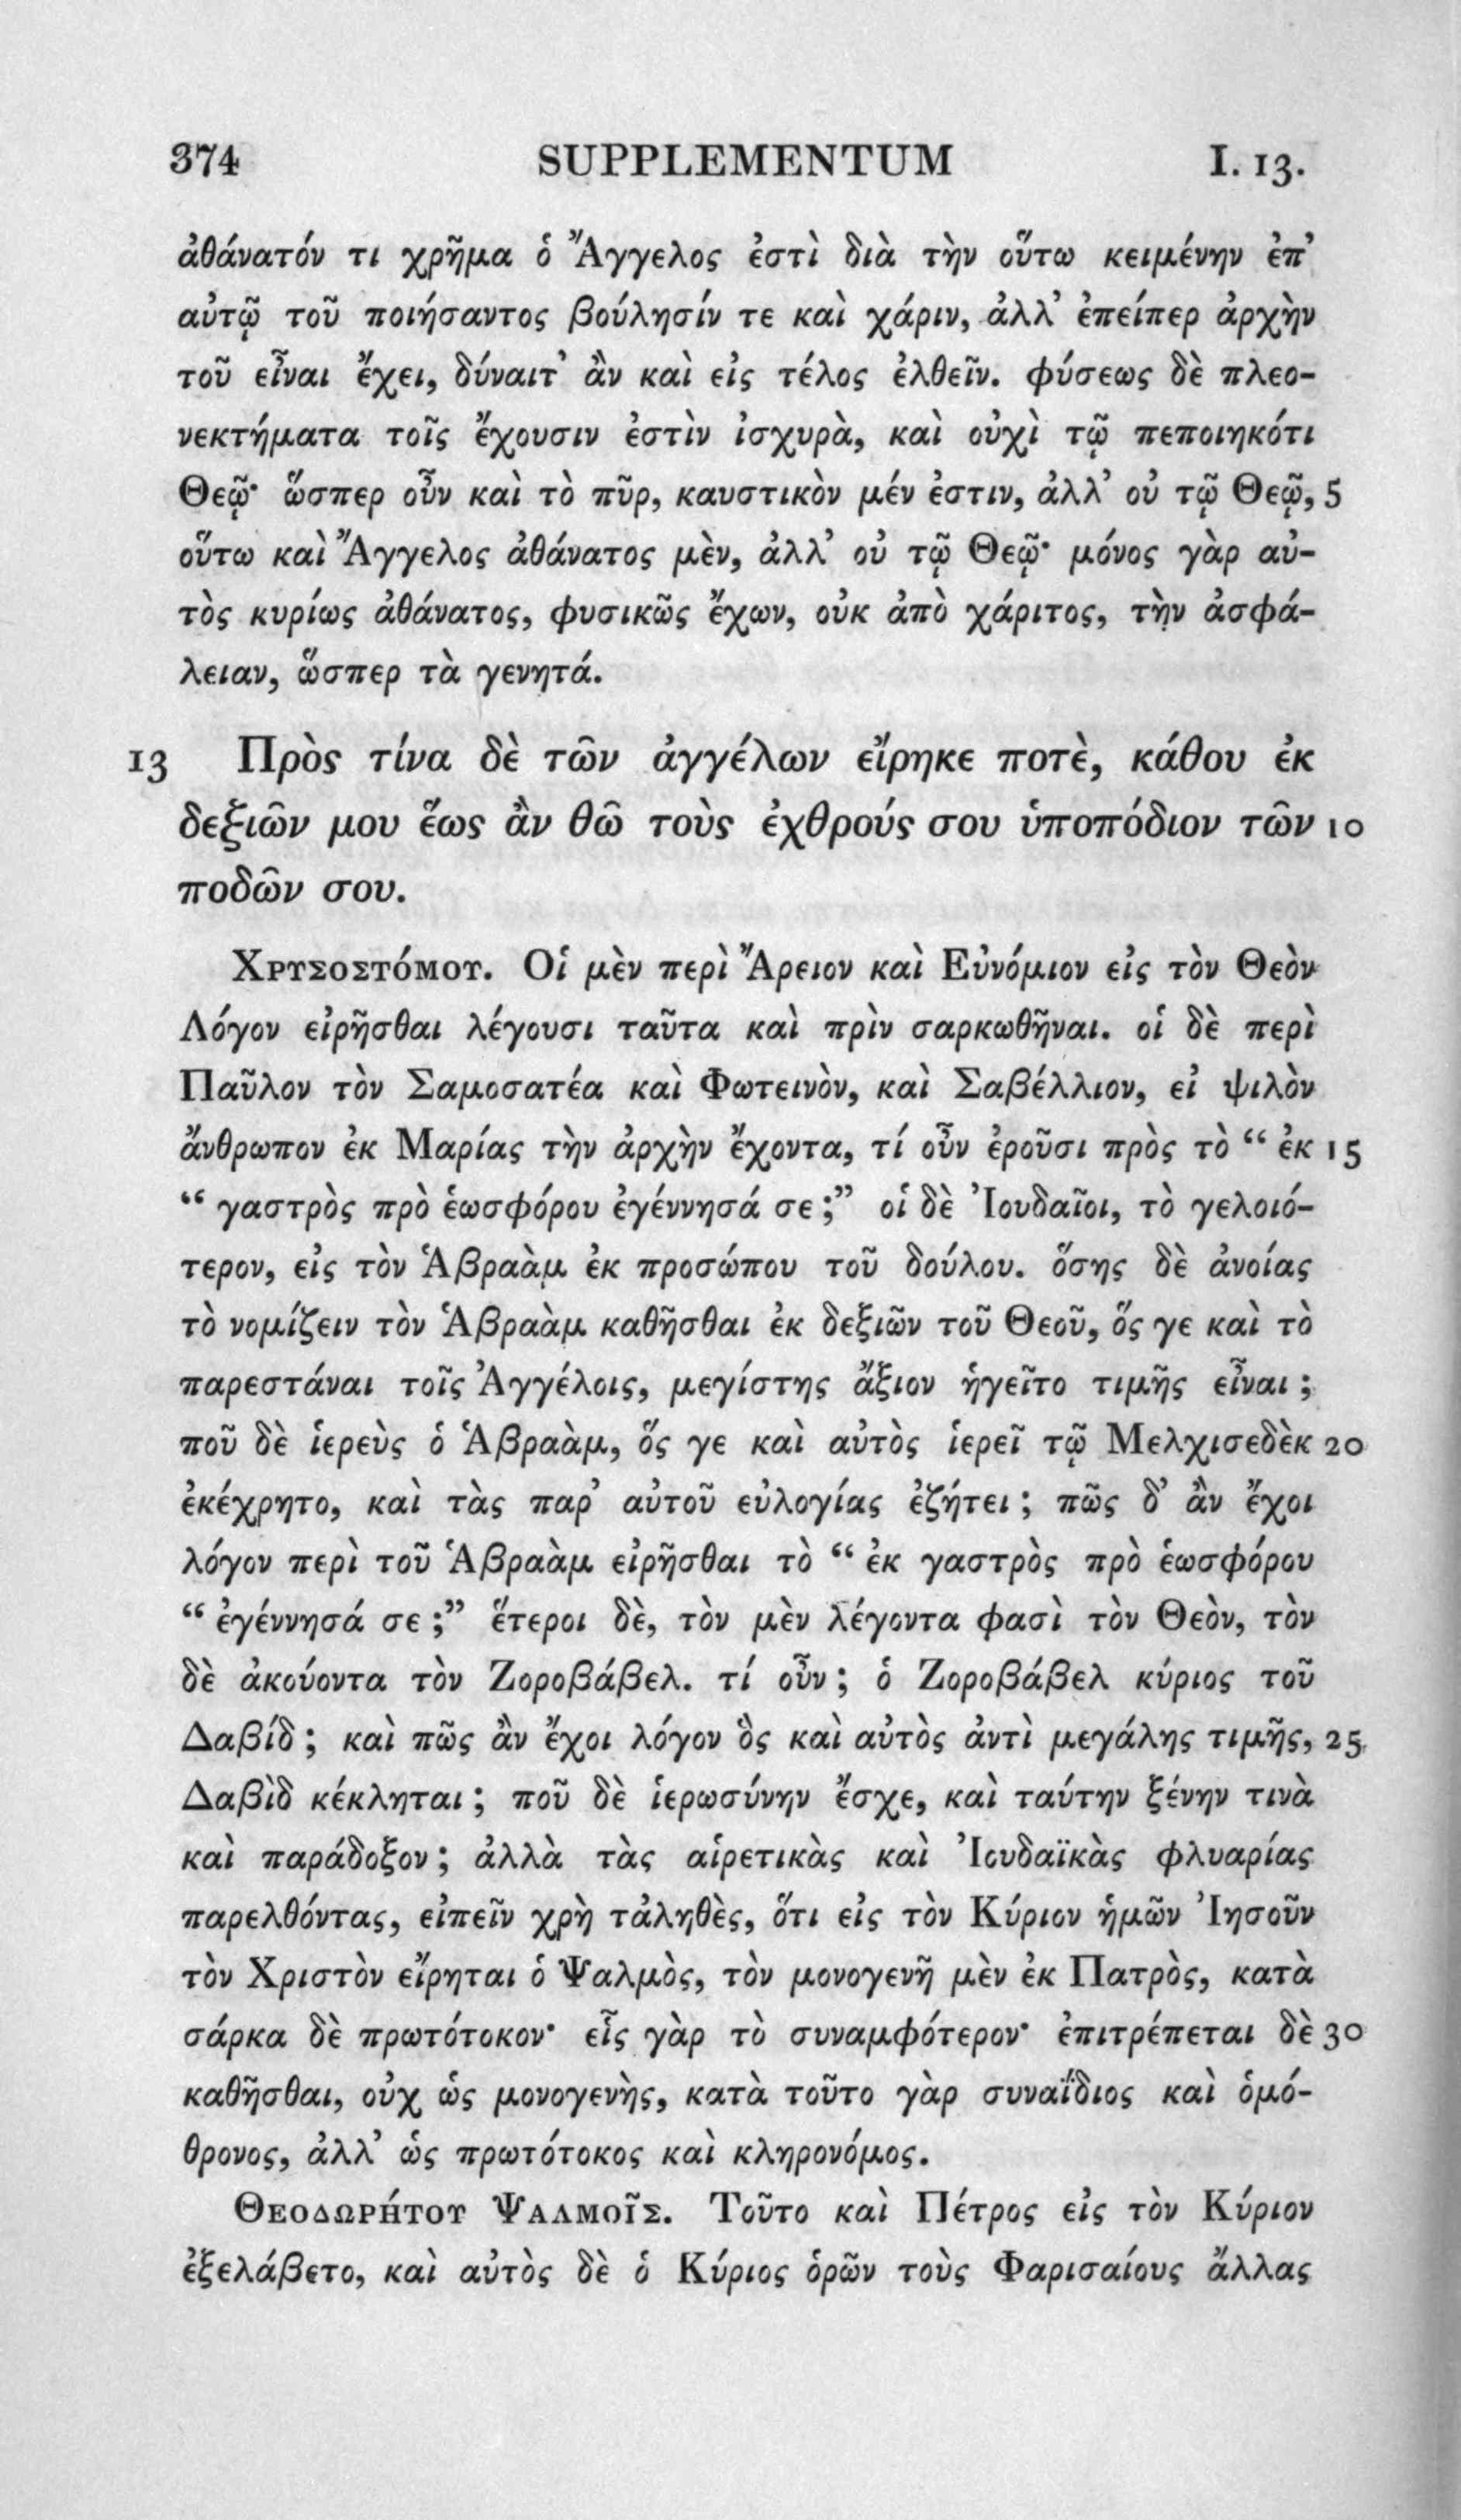 374 SUPPLEMENTUM I. 13.
ἀθάνατόν τι χρῆμα ὁ Ἄγγελος ἐστὶ διὰ τὴν οὕτω κειμένην ἐπ’
αὐτῷ τοῦ ποιήσαντος βούλησίν τε καὶ χάριν, ἀλλ’ ἐπείπερ ἀρχὴν
τοῦ εἶναι ἔχει, δύναιτ’ ἂν καὶ εἰς τέλος ἐλθεῖν. φύσεως δὲ πλεο-
νεκτήματα τοῖς ἔχουσιν ἐστὶν ἰσχυρὰ, καὶ οὐχὶ τῷ πεποιηκότι
Θεῷ· ὥσπερ οὖν καὶ τὸ πῦρ, καυστικὸν μέν ἐστιν, ἀλλ’ οὐ τῷ Θεῷ, 5
οὕτω καὶ Ἄγγελος ἀθάνατος μὲν, ἀλλ’ οὐ τῷ Θεῷ· μόνος γὰρ αὐ-
τὸς κυρίως ἀθάνατος, φυσικῶς ἔχων, οὐκ ἀπὸ χάριτος, τὴν ἀσφά-
λειαν, ὥσπερ τὰ γενητά.
13 Πρὸς τίνα δὲ τῶν ἀγγέλων εἴρηκε ποτὲ, κάθου ἐκ
δεξιῶν μου ἕως ἂν θῶ τοὺς ἐχθρούς σου ὑποπόδιον τῶν 10
ποδῶν σου.
Χρυσοστόμου. Οἱ μὲν περὶ Ἄρειον καὶ Εὐνόμιον εἰς τὸν Θεὸν
Λόγον εἰρῆσθαι λέγουσι ταῦτα καὶ πρὶν σαρκωθῆναι. οἱ δὲ περὶ
Παῦλον τὸν Σαμοσατέα καὶ Φωτεινὸν, καὶ Σαβέλλιον, εἰ ψιλὸν
ἄνθρωπον ἐκ Μαρίας τὴν ἀρχὴν ἔχοντα, τί οὖν ἐροῦσι πρὸς τὸ “ ἐκ 15
“ γαστρὸς πρὸ ἑωσφόρου ἐγέννησά σε;” οἱ δὲ Ἰουδαῖοι, τὸ γελοιό-
τερον, εἰς τὸν Ἁβραὰμ ἐκ προσώπου τοῦ δούλου. ὅσης δὲ ἀνοίας
τὸ νομίζειν τὸν Ἁβραὰμ καθῆσθαι ἐκ δεξιῶν τοῦ Θεοῦ, ὅς γε καὶ τὸ
παρεστάναι τοῖς Ἀγγέλοις, μεγίστης ἄξιον ἡγεῖτο τιμῆς εἶναι ;
ποῦ δὲ ἱερεὺς ὁ Ἁβραὰμ, ὅς γε καὶ αὐτὸς ἱερεῖ τῷ Μελχισεδὲκ 20
ἐκέχρητο, καὶ τὰς παρ’ αὐτοῦ εὐλογίας ἐζήτει ; πῶς δ’ ἂν ἔχοι
λόγον περὶ τοῦ Ἁβραὰμ εἰρῆσθαι τὸ “ ἐκ γαστρὸς πρὸ ἑωσφόρου
“ ἐγέννησά σε ;” ἕτεροι δὲ, τὸν μὲν λέγοντα φασὶ τὸν Θεὸν, τὸν
δὲ ἀκούοντα τὸν Ζοροβάβελ. τί οὖν ; ὁ Ζοροβάβελ κύριος τοῦ
Δαβίδ ; καὶ πῶς ἂν ἔχοι λόγον ὃς καὶ αὐτὸς ἀντὶ μεγάλης τιμῆς, 25
Δαβὶδ κέκληται ; ποῦ δὲ ἱερωσύνην ἔσχε, καὶ ταύτην ξένην τινὰ
καὶ παράδοξον ; ἀλλὰ τὰς αἱρετικὰς καὶ Ἰουδαϊκὰς φλυαρίας
παρελθόντας, εἰπεῖν χρὴ τἀληθὲς, ὅτι εἰς τὸν Κύριον ἡμῶν Ἰησοῦν
τὸν Χριστὸν εἴρηται ὁ Ψαλμὸς, τὸν μονογενῆ μὲν ἐκ Πατρὸς, κατὰ
σάρκα δὲ πρωτότοκον· εἷς γὰρ τὸ συναμφότερον· ἐπιτρέπεται δὲ 30
καθῆσθαι, οὐχ ὡς μονογενὴς, κατὰ τοῦτο γὰρ συναΐδιος καὶ ὁμό-
θρονος, ἀλλ’ ὡς πρωτότοκος καὶ κληρονόμος.
Θεοδωρήτου Ψαλμοῖς. Τοῦτο καὶ Πέτρος εἰς τὸν Κύριον
ἐξελάβετο, καὶ αὐτὸς δὲ ὁ Κύριος ὁρῶν τοὺς Φαρισαίους ἄλλας